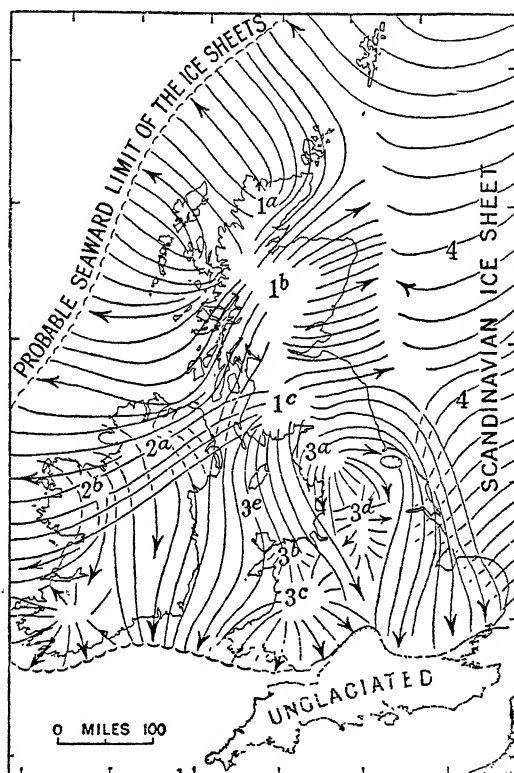 PROBABLE SEAWARD LIMIT OF THE ICE SHEETS
1a
1b
4
SCANDINAVIAN ICE SHEET
1c
4
2a
3a
2b
3e
3d
3b
3c
UNGLACIATED
0 MILES 100